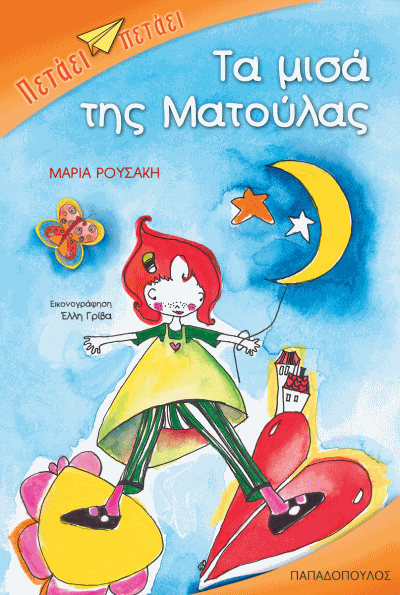 Πετάει πετάει
Τα μισά
της Ματούλας
ΜΑΡΙΑ ΡΟΥΣΑΚΗ
Εικονογράφηση
Έλλη Γρίβα
ΠΑΠΑΔΟΠΟΥΛΟΣ